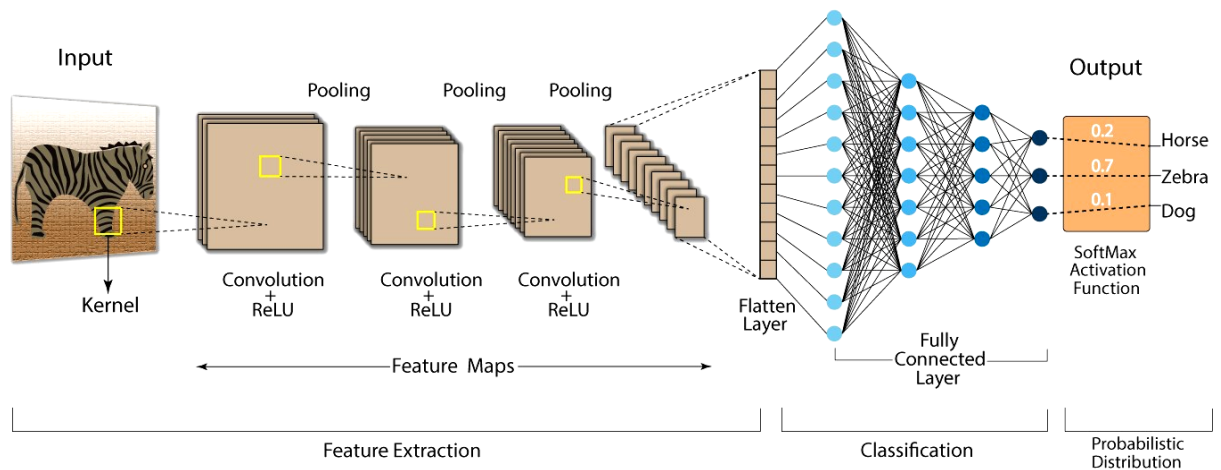 Input
Pooling
Pooling
Pooling
Output
0.2
Horse
0.7
Zebra
0.1
Dog
Kernel
Convolution
+
ReLU
Convolution
+
ReLU
Convolution
+
ReLU
Flatten
Layer
SoftMax
Activation
Function
Fully
Connected
Layer
Feature Maps
Feature Extraction
Classification
Probabilistic
Distribution